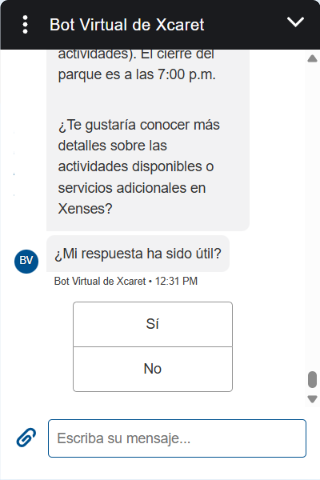 Bot Virtual de Xcaret
actividades). El cierre del
parque es a las 7:00 p.m.
¿Te gustaría conocer más
detalles sobre las
actividades disponibles o
servicios adicionales en
Xenses?
BV
¿Mi respuesta ha sido útil?
Bot Virtual de Xcaret • 12:31 PM
Sí
No
Escriba su mensaje...